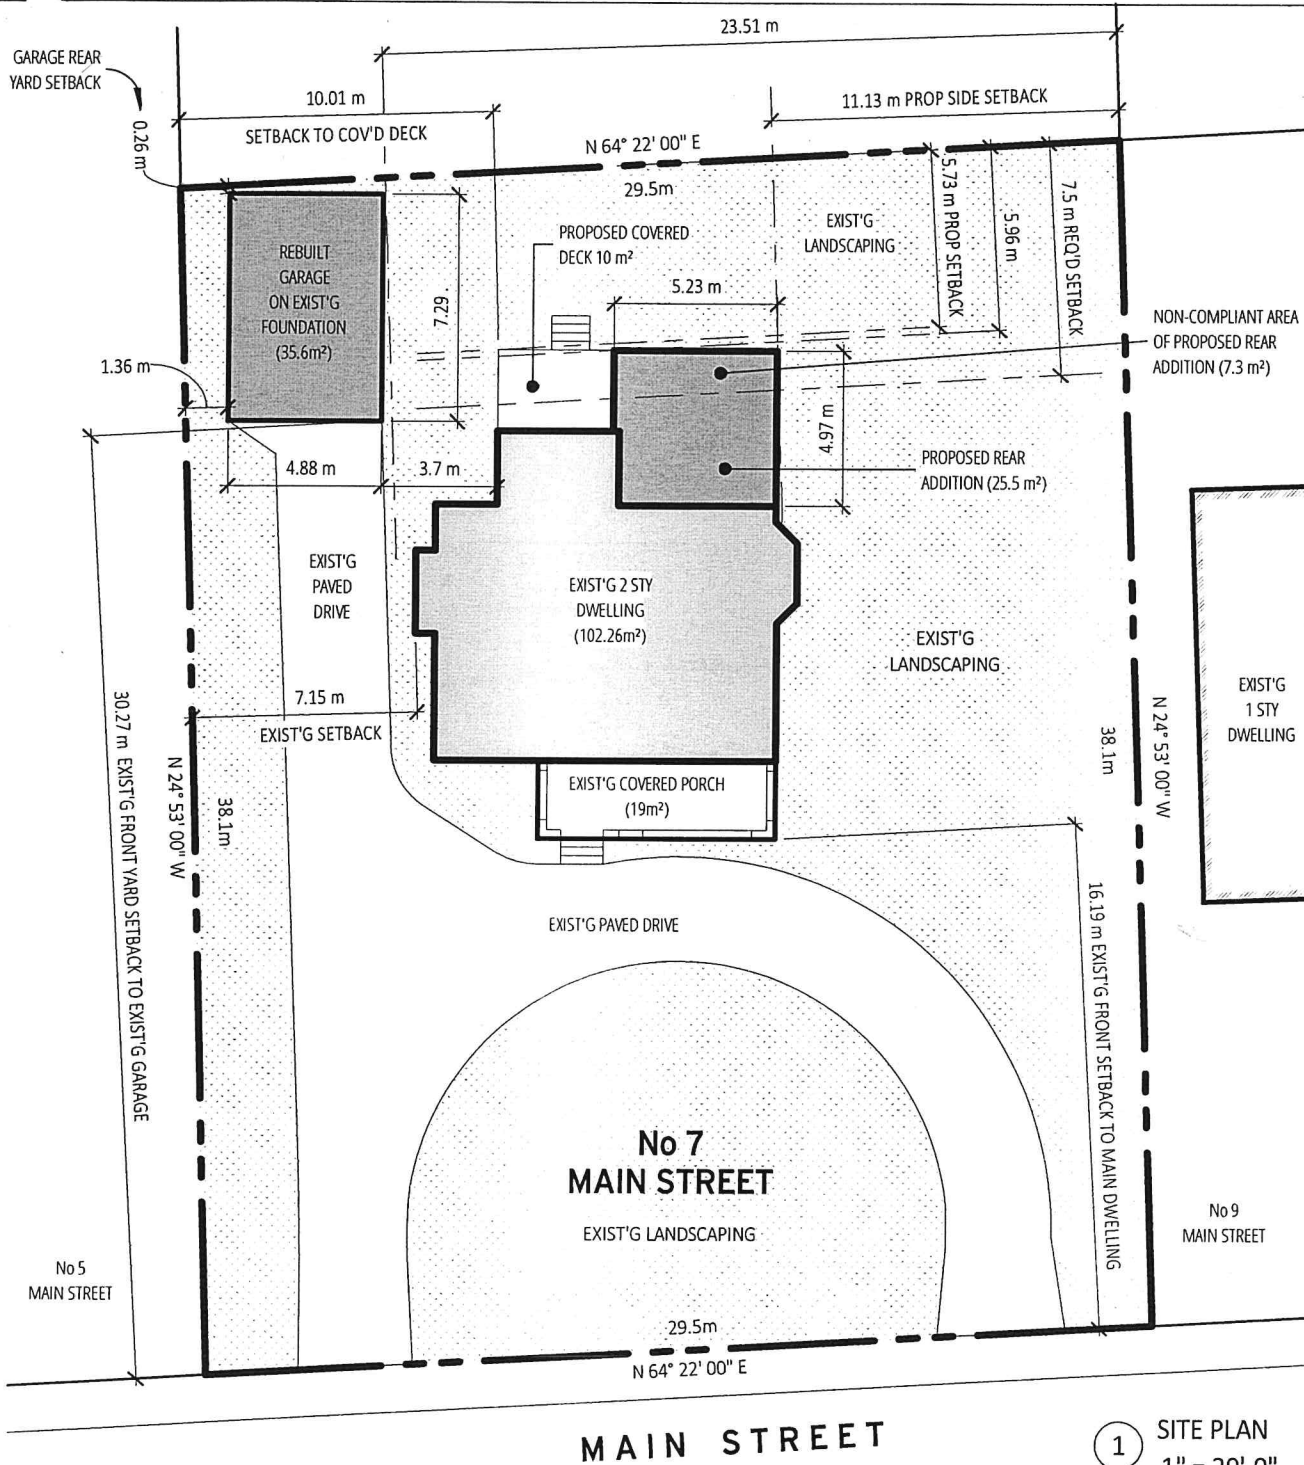 23.51 m
GARAGE REAR
YARD SETBACK
0.26 m
10.01 m
SETBACK TO COV'D DECK
11.13 m PROP SIDE SETBACK
N 64° 22' 00" E
29.5m
5.73 m PROP SETBACK
5.96 m
7.5 m REQ'D SETBACK
EXIST'G
LANDSCAPING
PROPOSED COVERED
DECK 10 m²
REBUILT
GARAGE
ON EXIST'G
FOUNDATION
(35.6m²)
7.29
5.23 m
NON-COMPLIANT AREA
OF PROPOSED REAR
ADDITION (7.3 m²)
1.36 m
4.97 m
4.88 m
3.7 m
PROPOSED REAR
ADDITION (25.5 m²)
EXIST'G
PAVED
DRIVE
EXIST'G 2 STY
DWELLING
(102.26m²)
EXIST'G
LANDSCAPING
EXIST'G
1 STY
DWELLING
7.15 m
EXIST'G SETBACK
30.27 m EXIST'G FRONT YARD SETBACK TO EXIST'G GARAGE
N 24° 53' 00" W
38.1m
EXIST'G COVERED PORCH
(19m²)
38.1m
N 24° 53' 00" W
16.19 m EXIST'G FRONT SETBACK TO MAIN DWELLING
EXIST'G PAVED DRIVE
No 7
MAIN STREET
EXIST'G LANDSCAPING
No 5
MAIN STREET
No 9
MAIN STREET
29.5m
N 64° 22' 00" E
MAIN STREET
1
SITE PLAN